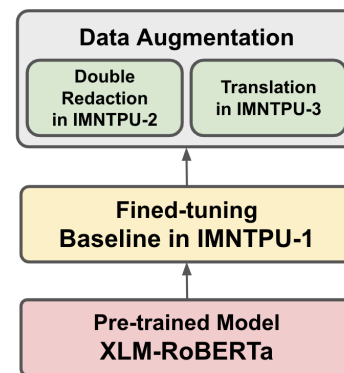 Data Augmentation
Double
Redaction
in IMNTPU-2
Translation
in IMNTPU-3
Fined-tuning
Baseline in IMNTPU-1
Pre-trained Model
XLM-RoBERTa